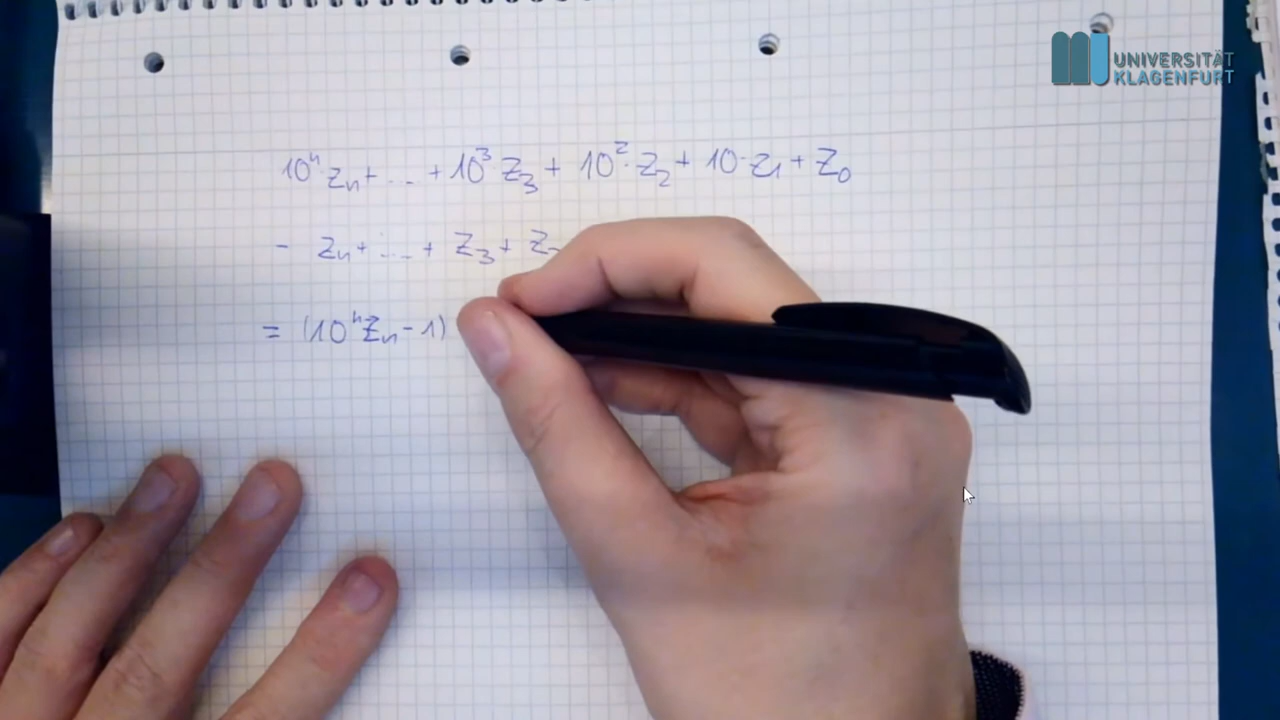 UNIVERSITÄT
KLAGENFURT
10ⁿ zₙ + ... + 10³ z₃ + 10² · z₂ + 10 · z₁ + z₀
- zₙ + ... + z₃ + z
= (10ⁿ zₙ - 1)